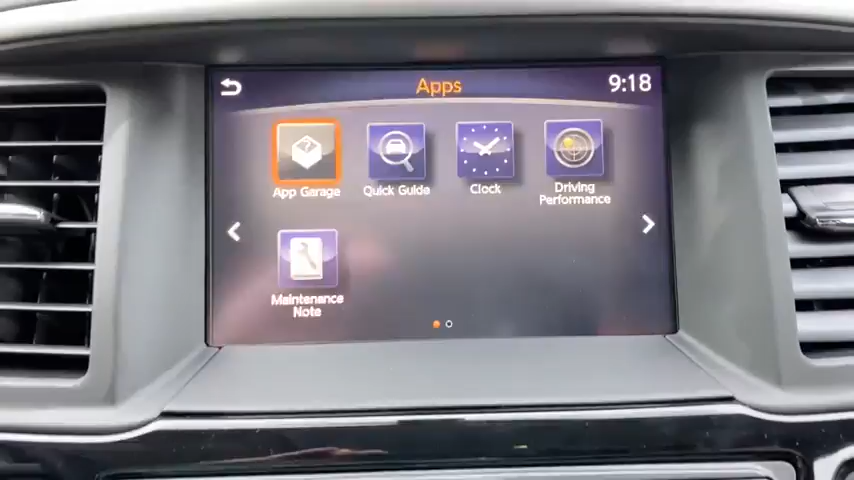 Apps
9:18
App Garage
Quick Guide
Clock
Driving
Performance
Maintenance
Note